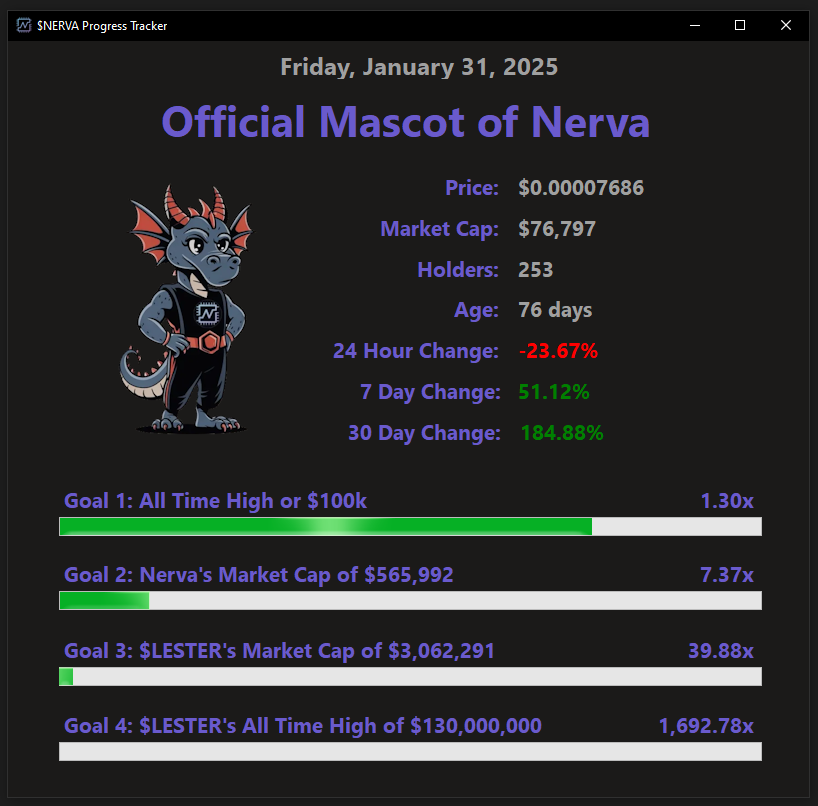 $NERVA Progress Tracker
Friday, January 31, 2025
Official Mascot of Nerva
Price: $0.00007686
Market Cap: $76,797
Holders: 253
Age: 76 days
24 Hour Change: -23.67%
7 Day Change: 51.12%
30 Day Change: 184.88%
Goal 1: All Time High or $100k 1.30x
Goal 2: Nerva's Market Cap of $565,992 7.37x
Goal 3: $LESTER's Market Cap of $3,062,291 39.88x
Goal 4: $LESTER's All Time High of $130,000,000 1,692.78x